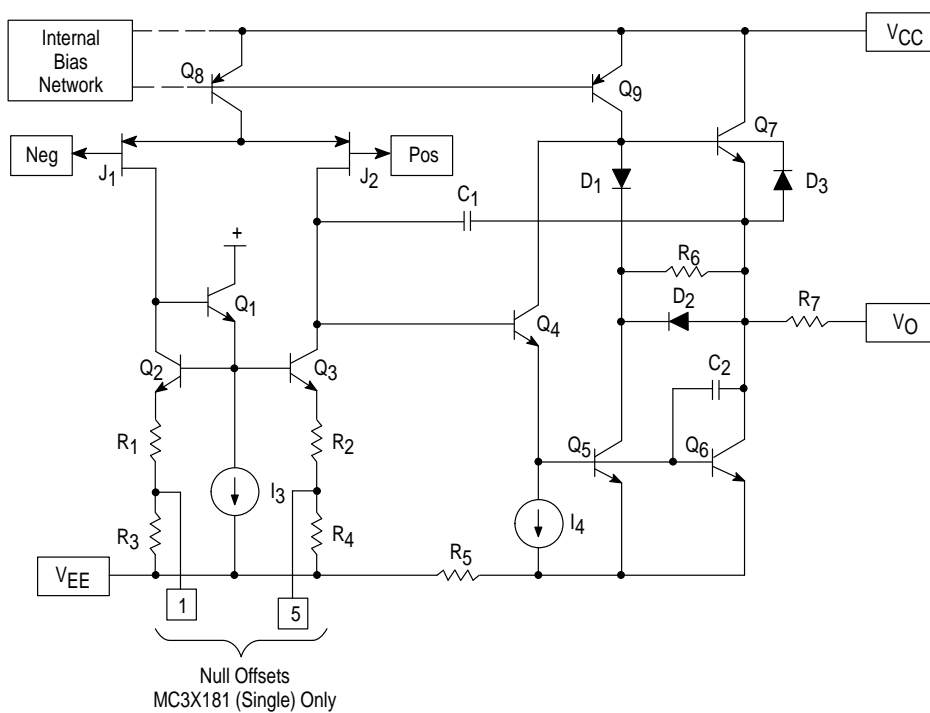 Internal
Bias
Network
VCC
Q8
Q9
Q7
Neg
Pos
J1
J2
D1
D3
C1
+
R6
Q1
D2
R7
VO
Q4
Q2
Q3
C2
R1
R2
Q5
Q6
I3
I4
R3
R4
R5
VEE
1
5
Null Offsets
MC3X181 (Single) Only